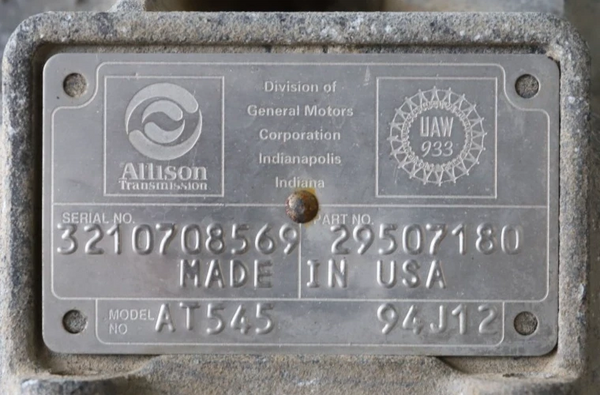 Allison
Transmission
Division of
General Motors
Corporation
Indianapolis
Indiana
UAW
933
SERIAL NO.
3210708569
PART NO.
29507180
MADE IN USA
MODEL NO AT545 94J12